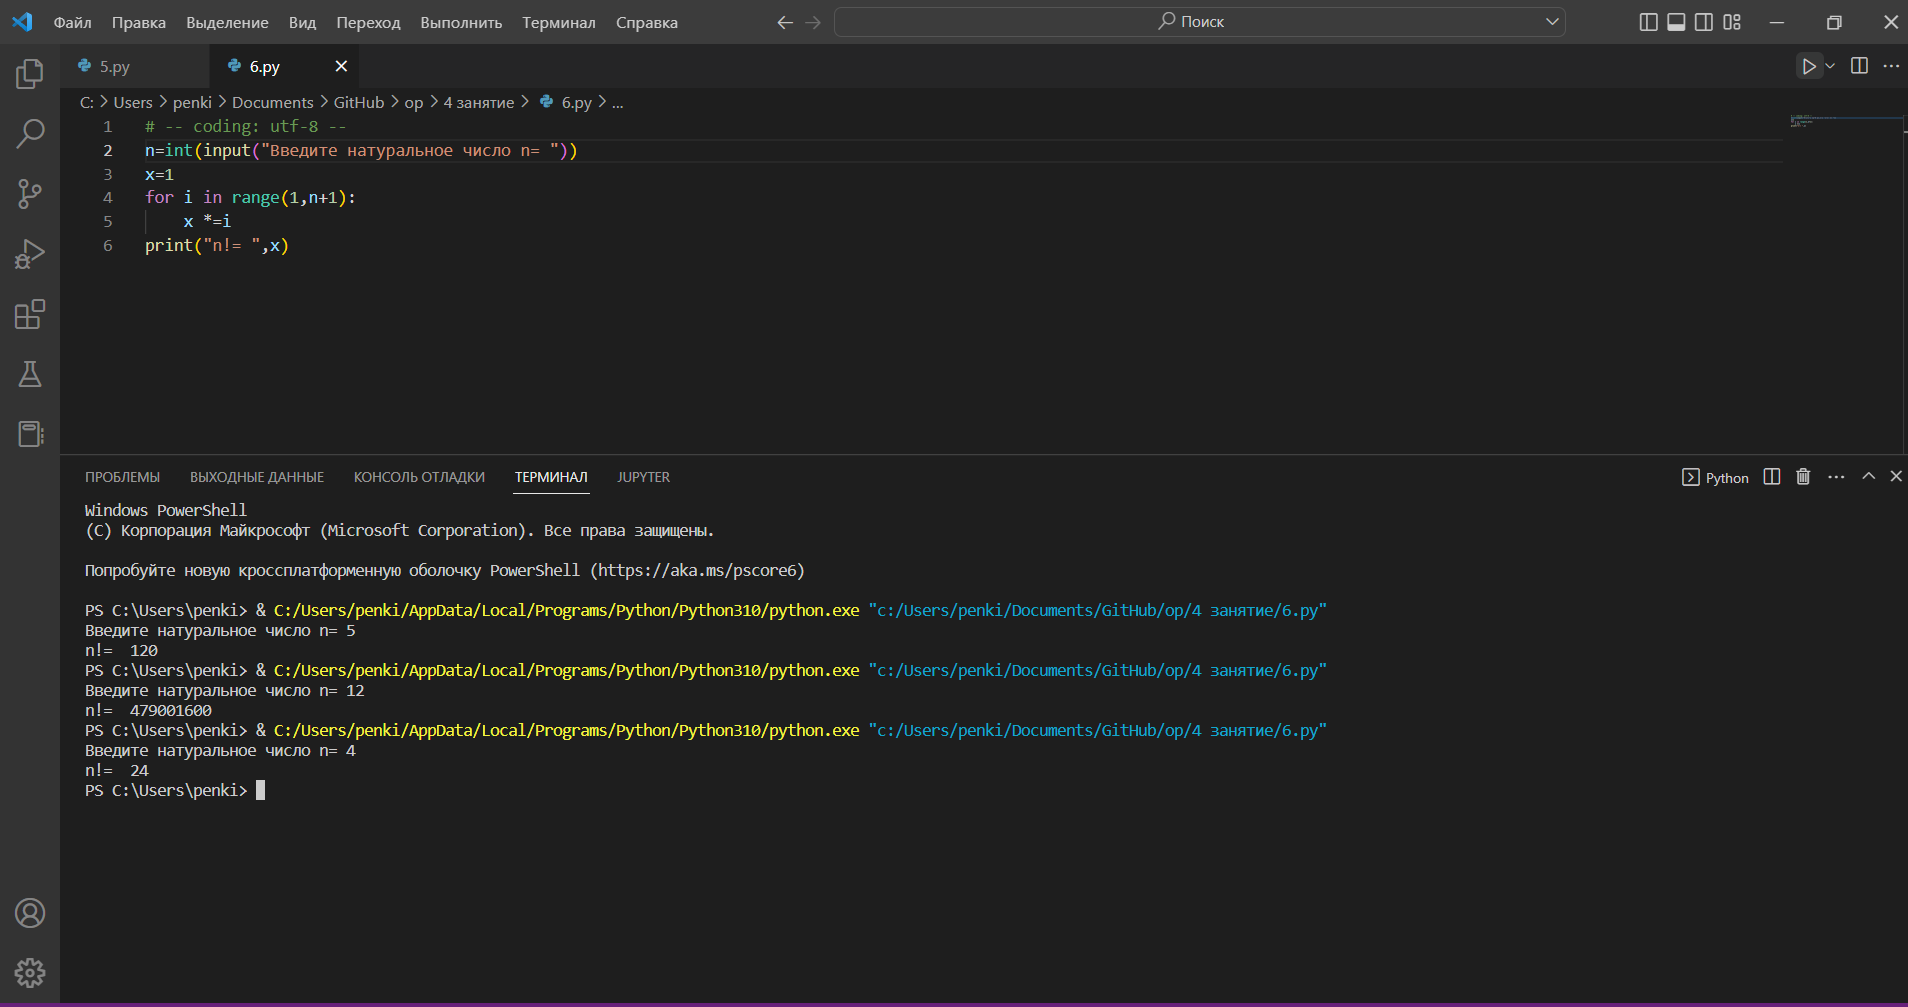 Файл Правка Выделение Вид Переход Выполнить Терминал Справка Поиск
5.py 6.py
C: > Users > penki > Documents > GitHub > op > 4 занятие > 6.py > ...
1 # -- coding: utf-8 --
2 n=int(input("Введите натуральное число n= "))
3 x=1
4 for i in range(1,n+1):
5 x *=i
6 print("n!= ",x)
ПРОБЛЕМЫ ВЫХОДНЫЕ ДАННЫЕ КОНСОЛЬ ОТЛАДКИ ТЕРМИНАЛ JUPYTER Python
Windows PowerShell
(C) Корпорация Майкрософт (Microsoft Corporation). Все права защищены.
Попробуйте новую кроссплатформенную оболочку PowerShell (https://aka.ms/pscore6)
PS C:\Users\penki> & C:/Users/penki/AppData/Local/Programs/Python/Python310/python.exe "c:/Users/penki/Documents/GitHub/op/4 занятие/6.py"
Введите натуральное число n= 5
n!=  120
PS C:\Users\penki> & C:/Users/penki/AppData/Local/Programs/Python/Python310/python.exe "c:/Users/penki/Documents/GitHub/op/4 занятие/6.py"
Введите натуральное число n= 12
n!=  479001600
PS C:\Users\penki> & C:/Users/penki/AppData/Local/Programs/Python/Python310/python.exe "c:/Users/penki/Documents/GitHub/op/4 занятие/6.py"
Введите натуральное число n= 4
n!=  24
PS C:\Users\penki>